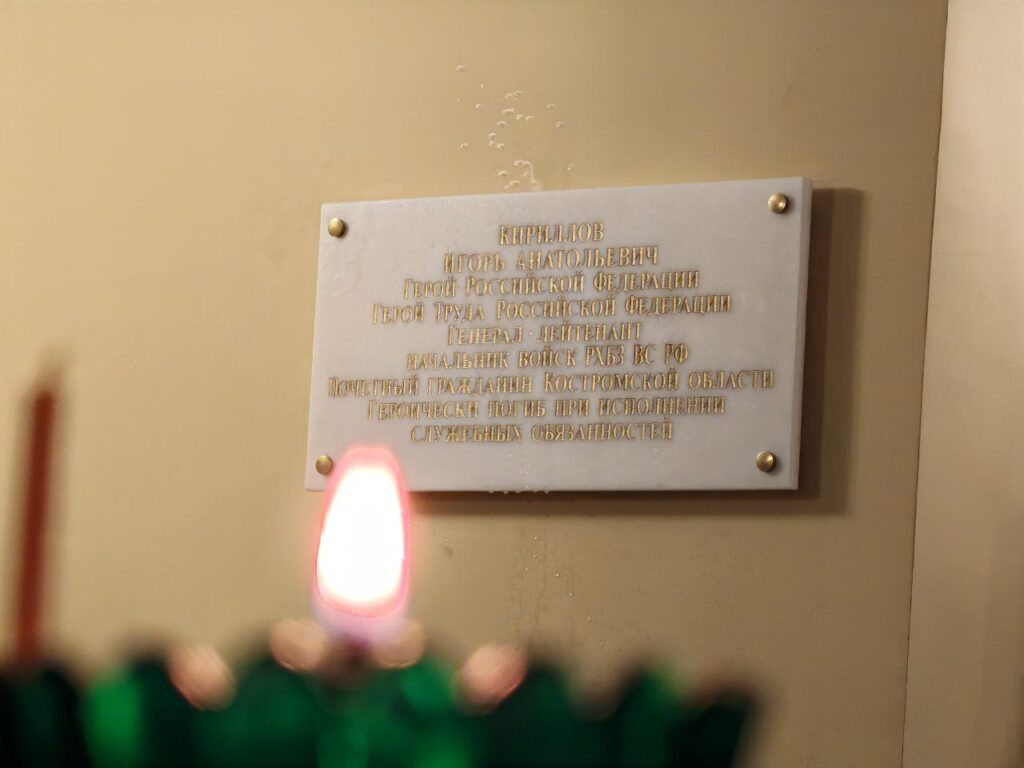 КИРИЛЛОВ
ИГОРЬ АНАТОЛЬЕВИЧ
ГЕРОЙ РОССИЙСКОЙ ФЕДЕРАЦИИ
ГЕРОЙ ТРУДА РОССИЙСКОЙ ФЕДЕРАЦИИ
ГЕНЕРАЛ-ЛЕЙТЕНАНТ
НАЧАЛЬНИК ВОЙСК РХБЗ ВС РФ
ПОЧЕТНЫЙ ГРАЖДАНИН КОСТРОМСКОЙ ОБЛАСТИ
ГЕРОИЧЕСКИ ПОГИБ ПРИ ИСПОЛНЕНИИ
СЛУЖЕБНЫХ ОБЯЗАННОСТЕЙ